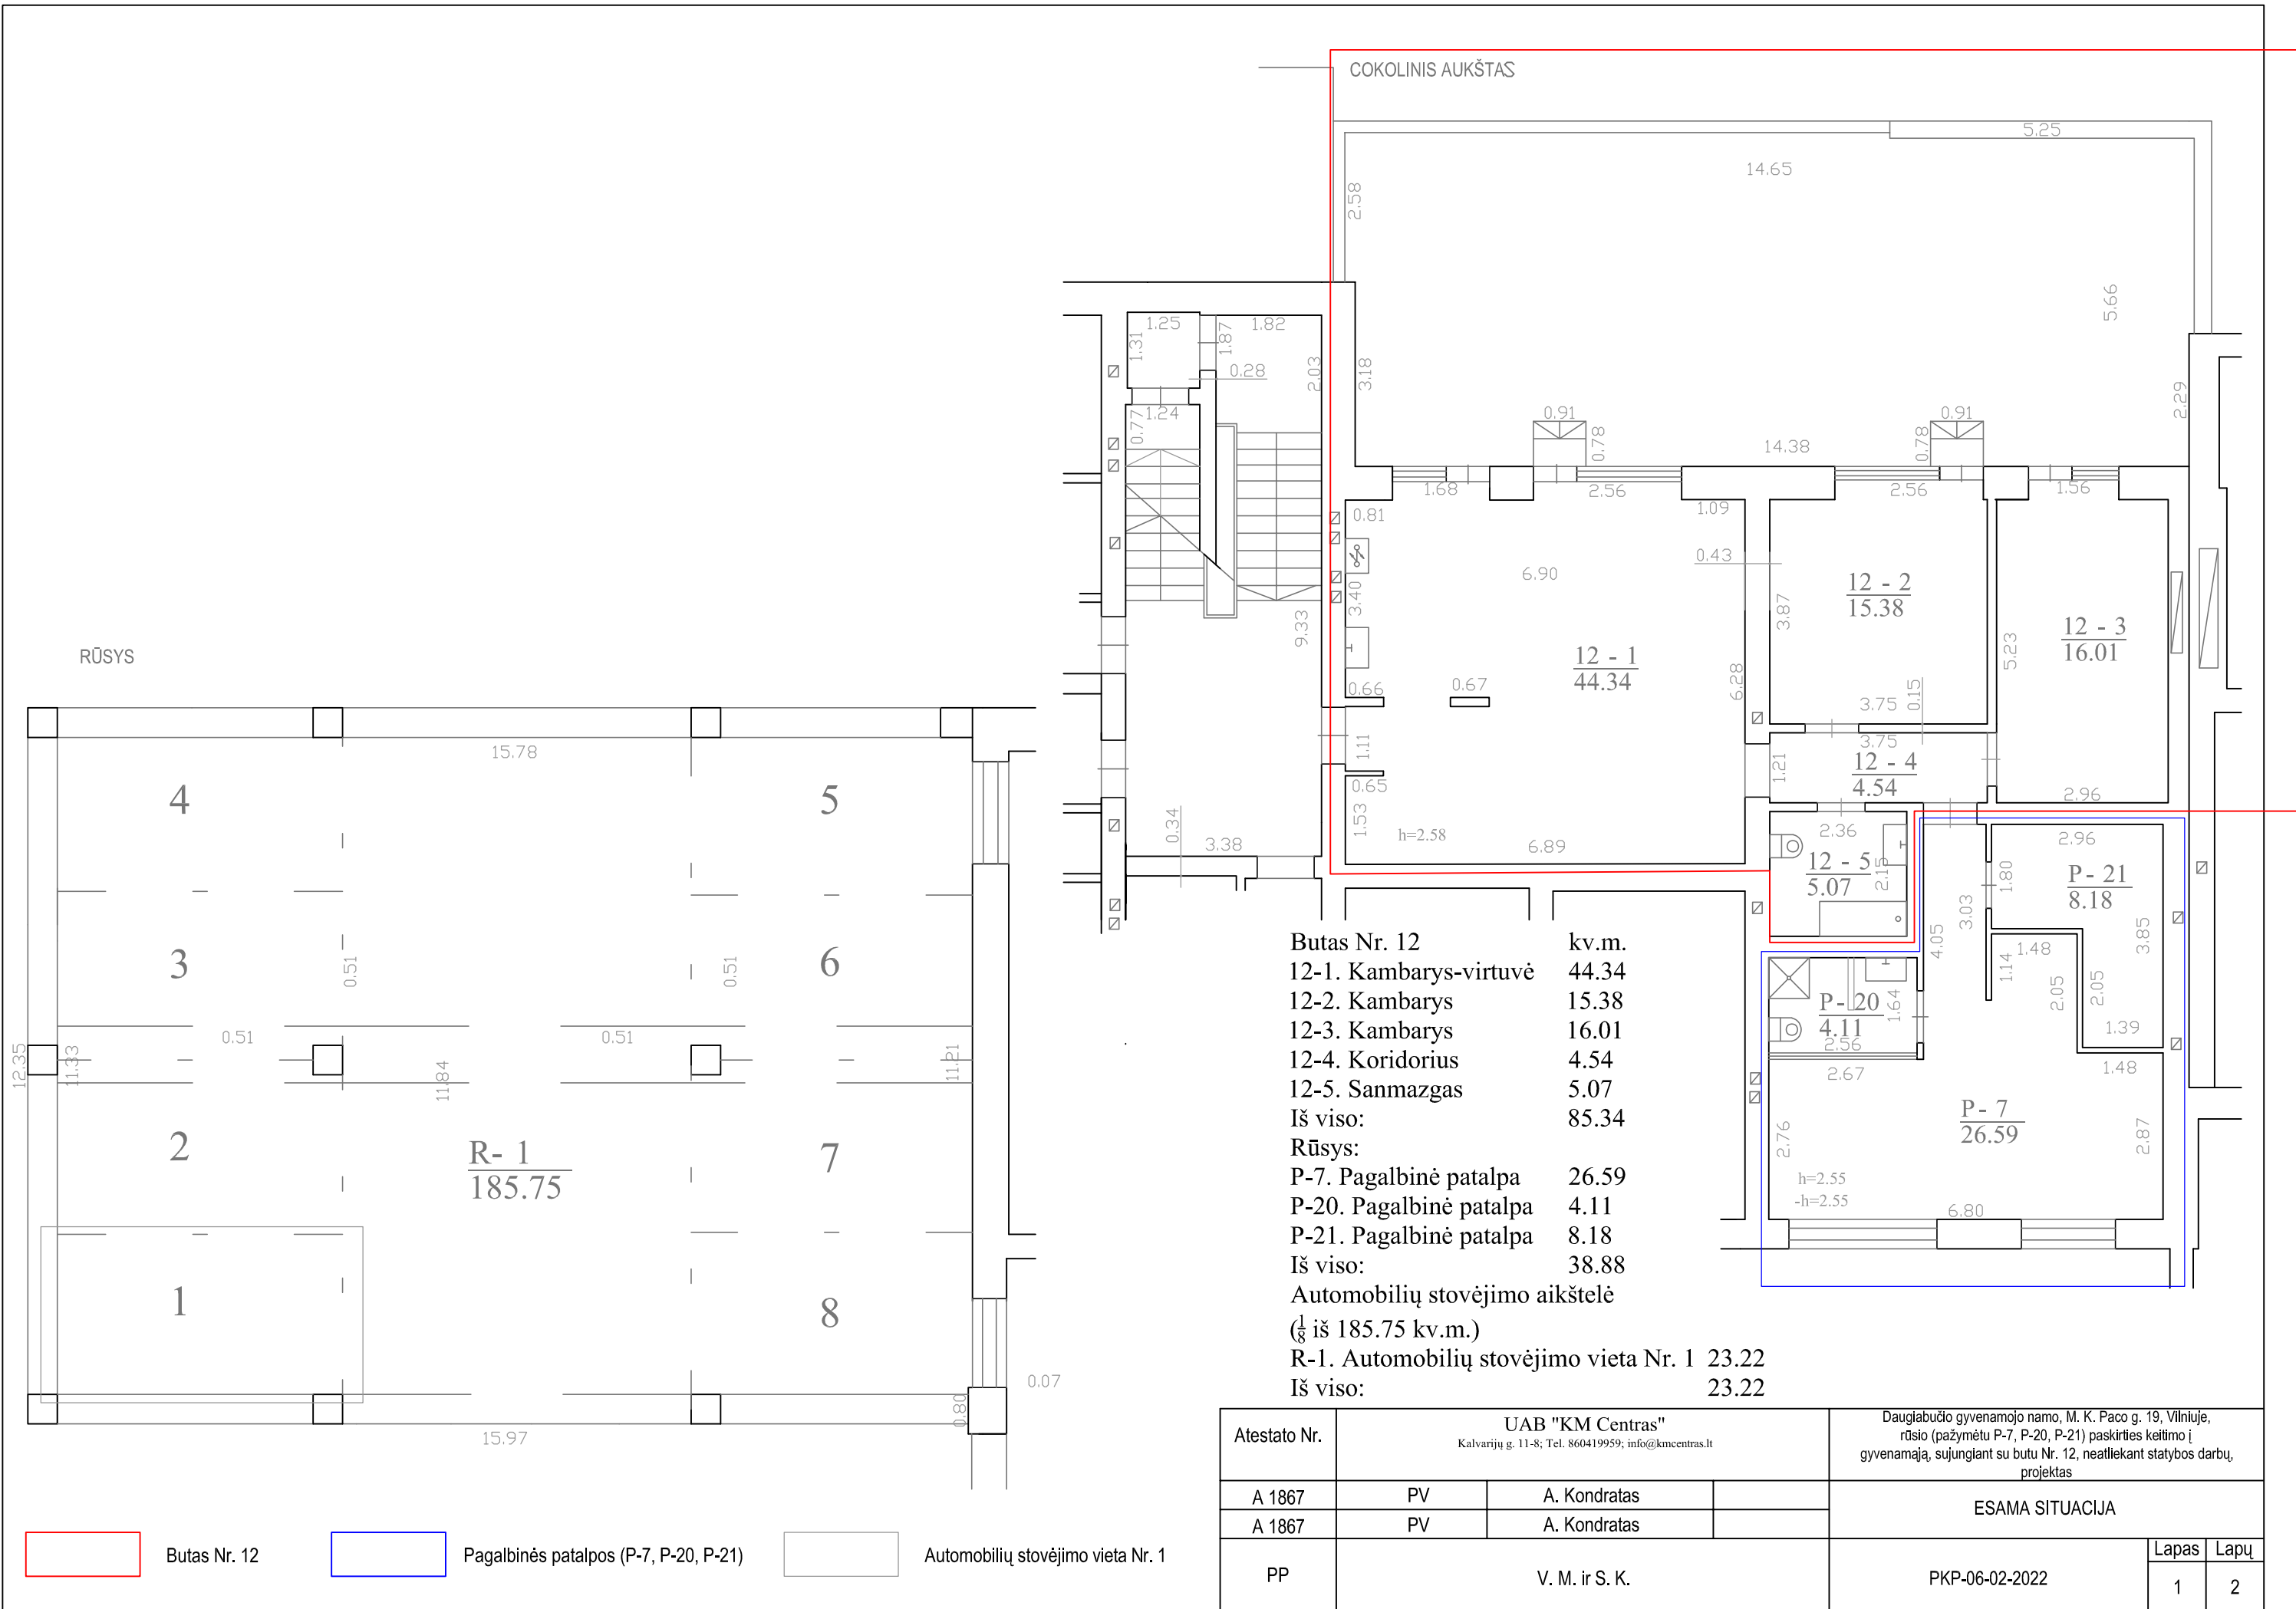 COKOLINIS AUKŠTAS
5.25
14.65
2.58
5.66
1.25
1.82
1.31
1.87
0.28
2.03
3.18
2.29
1.24
0.77
0.91
0.78
14.38
0.91
0.78
1.68
2.56
2.56
1.56
0.81
1.09
0.43
6.90
3.40
3.87
12 - 2
15.38
9.33
12 - 1
44.34
5.23
12 - 3
16.01
0.66
0.67
6.28
3.75
0.15
3.75
1.11
1.21
12 - 4
4.54
0.65
2.96
1.53
h=2.58
6.89
0.34
3.38
2.36
12 - 5
5.07
2.15
2.96
1.80
P - 21
8.18
3.03
4.05
3.85
1.48
1.14
2.05
2.05
1.39
P - 20
4.11
1.64
2.56
2.67
1.48
P - 7
26.59
2.76
2.87
h=2.55
-h=2.55
6.80
RŪSYS
15.78
4
5
3
0.51
0.51
6
0.51
0.51
12.35
11.33
11.84
11.21
2
R- 1
185.75
7
1
8
0.07
0.80
15.97
Butas Nr. 12 kv.m.
12-1. Kambarys-virtuvė 44.34
12-2. Kambarys 15.38
12-3. Kambarys 16.01
12-4. Koridorius 4.54
12-5. Sanmazgas 5.07
Iš viso: 85.34
Rūsys:
P-7. Pagalbinė patalpa 26.59
P-20. Pagalbinė patalpa 4.11
P-21. Pagalbinė patalpa 8.18
Iš viso: 38.88
Automobilių stovėjimo aikštelė
(1/8 iš 185.75 kv.m.)
R-1. Automobilių stovėjimo vieta Nr. 1 23.22
Iš viso: 23.22
Butas Nr. 12
Pagalbinės patalpos (P-7, P-20, P-21)
Automobilių stovėjimo vieta Nr. 1
Atestato Nr.
UAB "KM Centras"
Kalvarijų g. 11-8; Tel. 860419959; info@kmcentras.lt
Daugiabučio gyvenamojo namo, M. K. Paco g. 19, Vilniuje,
rūsio (pažymėtu P-7, P-20, P-21) paskirties keitimo į
gyvenamają, sujungiant su butu Nr. 12, neatliekant statybos darbų,
projektas
A 1867 PV A. Kondratas
A 1867 PV A. Kondratas
ESAMA SITUACIJA
PP
V. M. ir S. K.
PKP-06-02-2022
Lapas Lapų
1 2